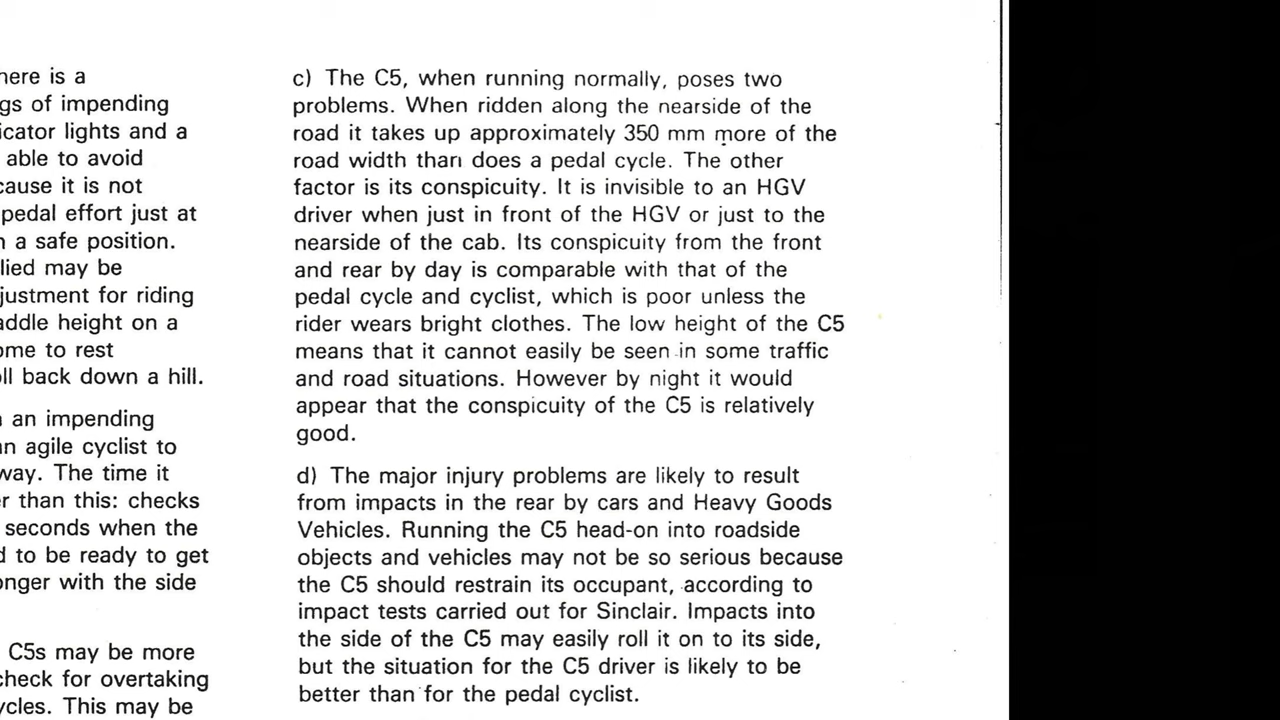 here is a
gs of impending
icator lights and a
able to avoid
cause it is not
pedal effort just at
n a safe position.
lied may be
justment for riding
addle height on a
ome to rest
ll back down a hill.
n an impending
an agile cyclist to
way. The time it
er than this: checks
seconds when the
d to be ready to get
onger with the side
C5s may be more
check for overtaking
ycles. This may be
c) The C5, when running normally, poses two
problems. When ridden along the nearside of the
road it takes up approximately 350 mm more of the
road width than does a pedal cycle. The other
factor is its conspicuity. It is invisible to an HGV
driver when just in front of the HGV or just to the
nearside of the cab. Its conspicuity from the front
and rear by day is comparable with that of the
pedal cycle and cyclist, which is poor unless the
rider wears bright clothes. The low height of the C5
means that it cannot easily be seen in some traffic
and road situations. However by night it would
appear that the conspicuity of the C5 is relatively
good.
d) The major injury problems are likely to result
from impacts in the rear by cars and Heavy Goods
Vehicles. Running the C5 head-on into roadside
objects and vehicles may not be so serious because
the C5 should restrain its occupant, according to
impact tests carried out for Sinclair. Impacts into
the side of the C5 may easily roll it on to its side,
but the situation for the C5 driver is likely to be
better than for the pedal cyclist.